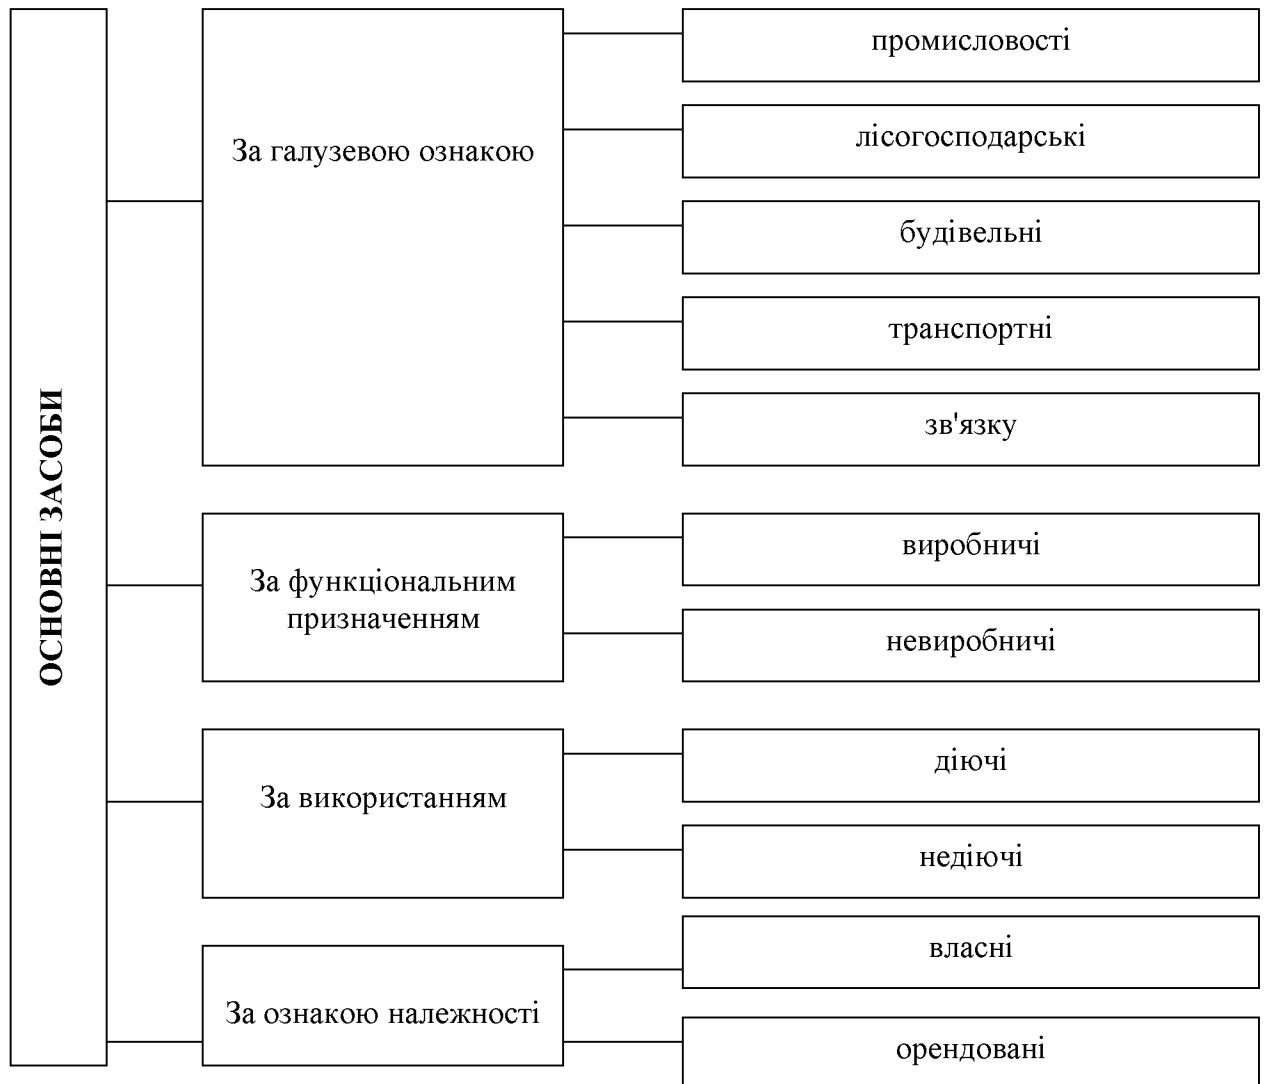 ОСНОВНІ ЗАСОБИ
За галузевою ознакою
промисловості
лісогосподарські
будівельні
транспортні
зв'язку
За функціональним
призначенням
виробничі
невиробничі
За використанням
діючі
недіючі
За ознакою належності
власні
орендовані